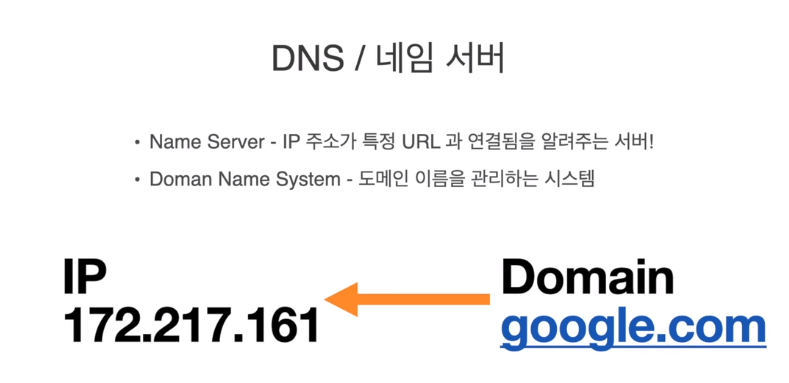 DNS / 네임 서버
• Name Server - IP 주소가 특정 URL 과 연결됨을 알려주는 서버!
• Doman Name System - 도메인 이름을 관리하는 시스템
IP
172.217.161
Domain
google.com